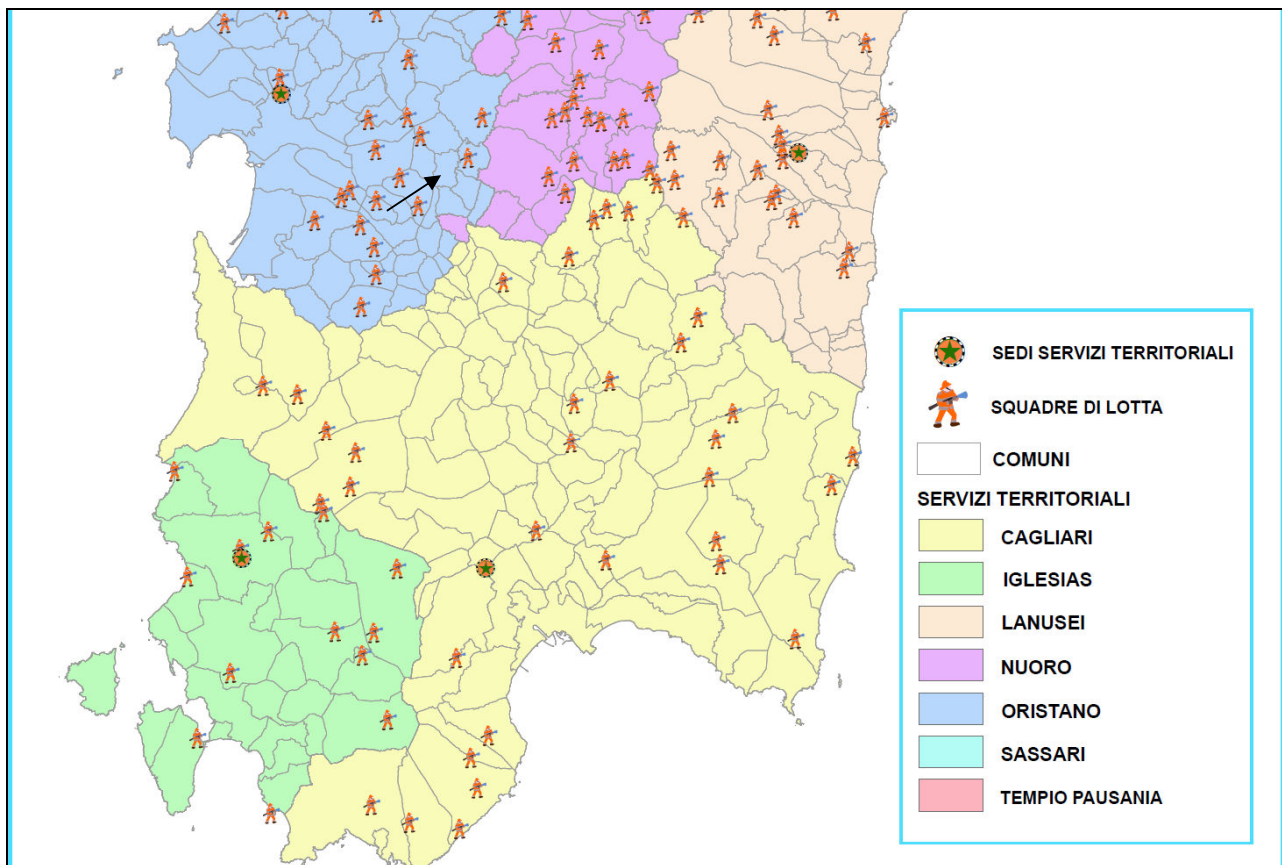 SEDI SERVIZI TERRITORIALI
SQUADRE DI LOTTA
COMUNI
SERVIZI TERRITORIALI
CAGLIARI
IGLESIAS
LANUSEI
NUORO
ORISTANO
SASSARI
TEMPIO PAUSANIA